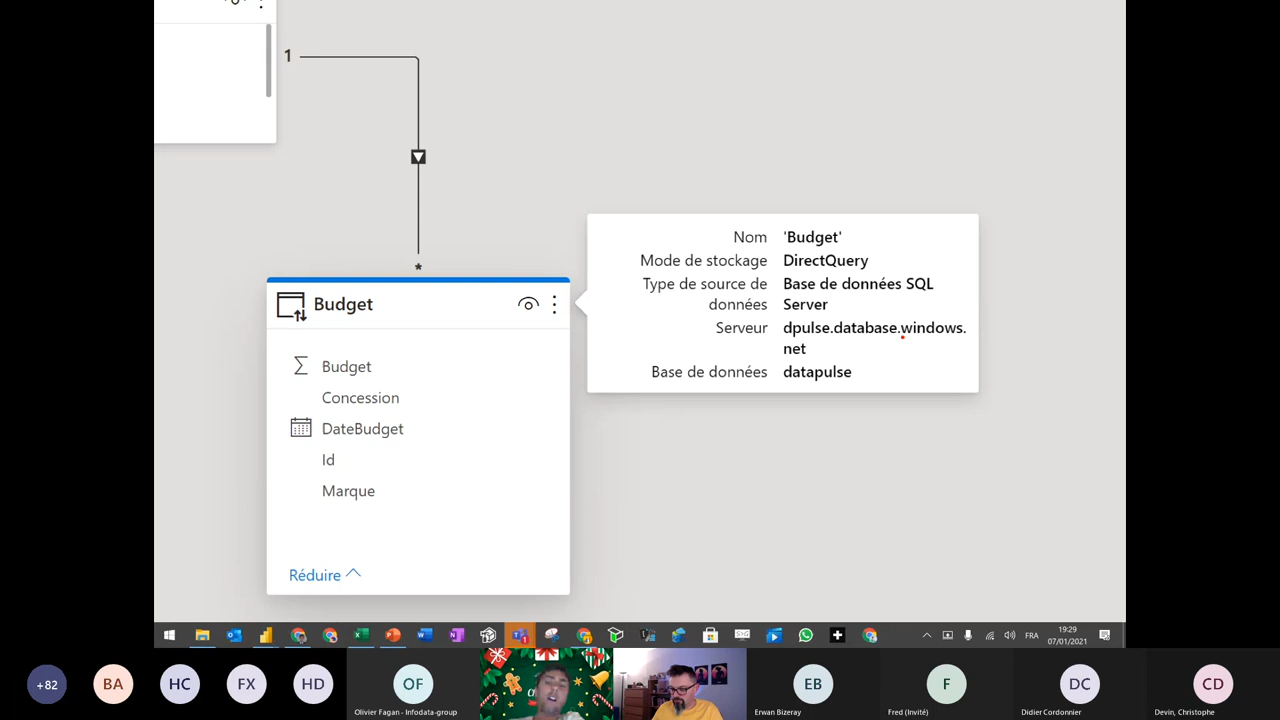 1
*
Budget
Budget
Concession
DateBudget
Id
Marque
Réduire
Nom 'Budget'
Mode de stockage DirectQuery
Type de source de données Base de données SQL Server
Serveur dpulse.database.windows.net
Base de données datapulse
FRA
19:29
07/01/2021
+82
BA
HC
FX
HD
OF
Olivier Fagan - Infodata-group
EB
Erwan Bizeray
F
Fred (Invité)
DC
Didier Cordonnier
CD
Devin, Christophe